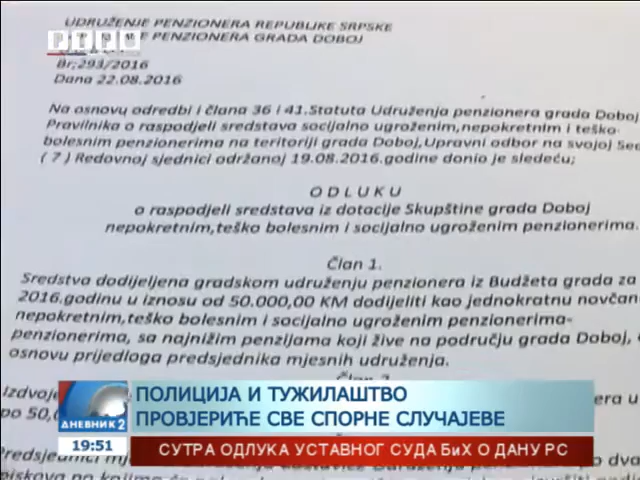 UDRUŽENJE PENZIONERA REPUBLIKE SRPSKE
PENZIONERA GRADA DOBOJ
Br;293/2016
Dana 22.08.2016
Na osnovu odredbi i člana 36 i 41.Statuta Udruženja penzionera grada Doboj
Pravilnika o raspodjeli sredstava socijalno ugroženim,nepokretnim i teško
bolesnim penzionerima na teritoriji grada Doboj,Upravni odbor na svojoj
( 7 ) Redovnoj sjednici održanoj 19.08.2016.godine donio je sledeću;
O D L U K U
o raspodjeli sredstava iz dotacije Skupštine grada Doboj
nepokretnim,teško bolesnim i socijalno ugroženim penzionerima.
Član 1.
Sredstva dodijeljena gradskom udruženju penzionera iz Budžeta grada za
2016.godinu u iznosu od 50.000,00 KM dodijeliti kao jednokratnu
nepokretnim,teško bolesnim i socijalno ugroženim penzionerima-
penzionerima, sa najnižim penzijama koji žive na području grada Doboj,
osnovu prijedloga predsjednika mjesnih udruženja.
ПОЛИЦИЈА И ТУЖИЛАШТВО
ПРОВЈЕРИЋЕ СВЕ СПОРНЕ СЛУЧАЈЕВЕ
ДНЕВНИК 2
19:51
СУТРА ОДЛУКА УСТАВНОГ СУДА БиХ О ДАНУ РС